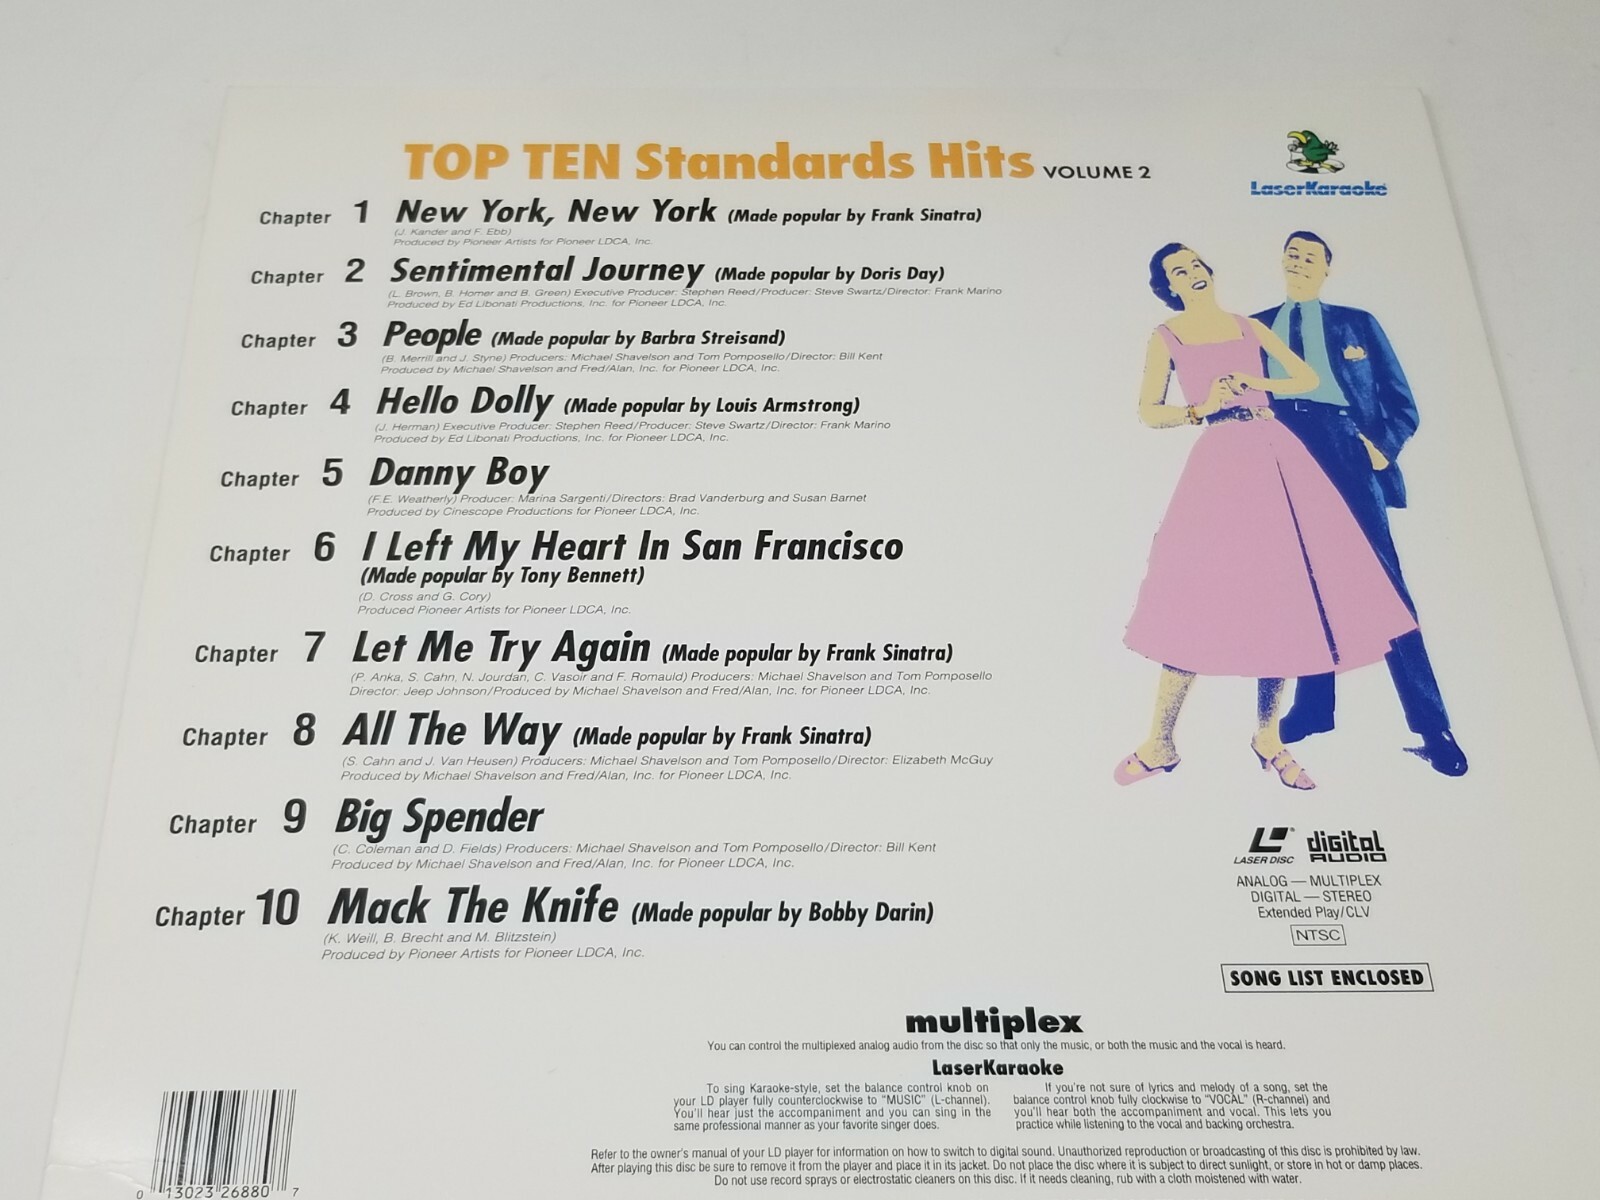 TOP TEN Standards Hits VOLUME 2
LaserKaraoke
Chapter 1 New York, New York (Made popular by Frank Sinatra)
(J. Kander and F. Ebb)
Produced by Pioneer Artists for Pioneer LDCA, Inc.
Chapter 2 Sentimental Journey (Made popular by Doris Day)
(L. Brown, B. Homer and B. Green) Executive Producer: Stephen Reed/Producer: Steve Swartz/Director: Frank Marino
Produced by Ed Libonati Productions, Inc. for Pioneer LDCA, Inc.
Chapter 3 People (Made popular by Barbra Streisand)
(B. Merrill and J. Styne) Producers: Michael Shavelson and Tom Pomposello/Director: Bill Kent
Produced by Michael Shavelson and Fred/Alan, Inc. for Pioneer LDCA, Inc.
Chapter 4 Hello Dolly (Made popular by Louis Armstrong)
(J. Herman) Executive Producer: Stephen Reed/Producer: Steve Swartz/Director: Frank Marino
Produced by Ed Libonati Productions, Inc. for Pioneer LDCA, Inc.
Chapter 5 Danny Boy
(F.E. Weatherly) Producer: Marina Sargenti/Directors: Brad Vanderburg and Susan Barnet
Produced by Cinescope Productions for Pioneer LDCA, Inc.
Chapter 6 I Left My Heart In San Francisco
(Made popular by Tony Bennett)
(D. Cross and G. Cory)
Produced Pioneer Artists for Pioneer LDCA, Inc.
Chapter 7 Let Me Try Again (Made popular by Frank Sinatra)
(P. Anka, S. Cahn, N. Jourdan, C. Vasoir and F. Romauld) Producers: Michael Shavelson and Tom Pomposello
Director: Jeep Johnson/Produced by Michael Shavelson and Fred/Alan, Inc. for Pioneer LDCA, Inc.
Chapter 8 All The Way (Made popular by Frank Sinatra)
(S. Cahn and J. Van Heusen) Producers: Michael Shavelson and Tom Pomposello/Director: Elizabeth McGuy
Produced by Michael Shavelson and Fred/Alan, Inc. for Pioneer LDCA, Inc.
Chapter 9 Big Spender
(C. Coleman and D. Fields) Producers: Michael Shavelson and Tom Pomposello/Director: Bill Kent
Produced by Michael Shavelson and Fred/Alan, Inc. for Pioneer LDCA, Inc.
Chapter 10 Mack The Knife (Made popular by Bobby Darin)
(K. Weill, B. Brecht and M. Blitzstein)
Produced by Pioneer Artists for Pioneer LDCA, Inc.
LASER DISC digital AUDIO
ANALOG — MULTIPLEX
DIGITAL — STEREO
Extended Play/CLV
NTSC
SONG LIST ENCLOSED
multiplex
You can control the multiplexed analog audio from the disc so that only the music, or both the music and the vocal is heard.
LaserKaraoke
To sing Karaoke-style, set the balance control knob on
your LD player fully counterclockwise to "MUSIC" (L-channel).
You'll hear just the accompaniment and you can sing in the
same professional manner as your favorite singer does.
If you're not sure of lyrics and melody of a song, set the
balance control knob fully clockwise to "VOCAL" (R-channel) and
you'll hear both the accompaniment and vocal. This lets you
practice while listening to the vocal and backing orchestra.
Refer to the owner's manual of your LD player for information on how to switch to digital sound. Unauthorized reproduction or broadcasting of this disc is prohibited by law.
After playing this disc be sure to remove it from the player and place it in its jacket. Do not place the disc where it is subject to direct sunlight, or store in hot or damp places.
Do not use record sprays or electrostatic cleaners on this disc. If it needs cleaning, rub with a cloth moistened with water.
0 13023 26880 7